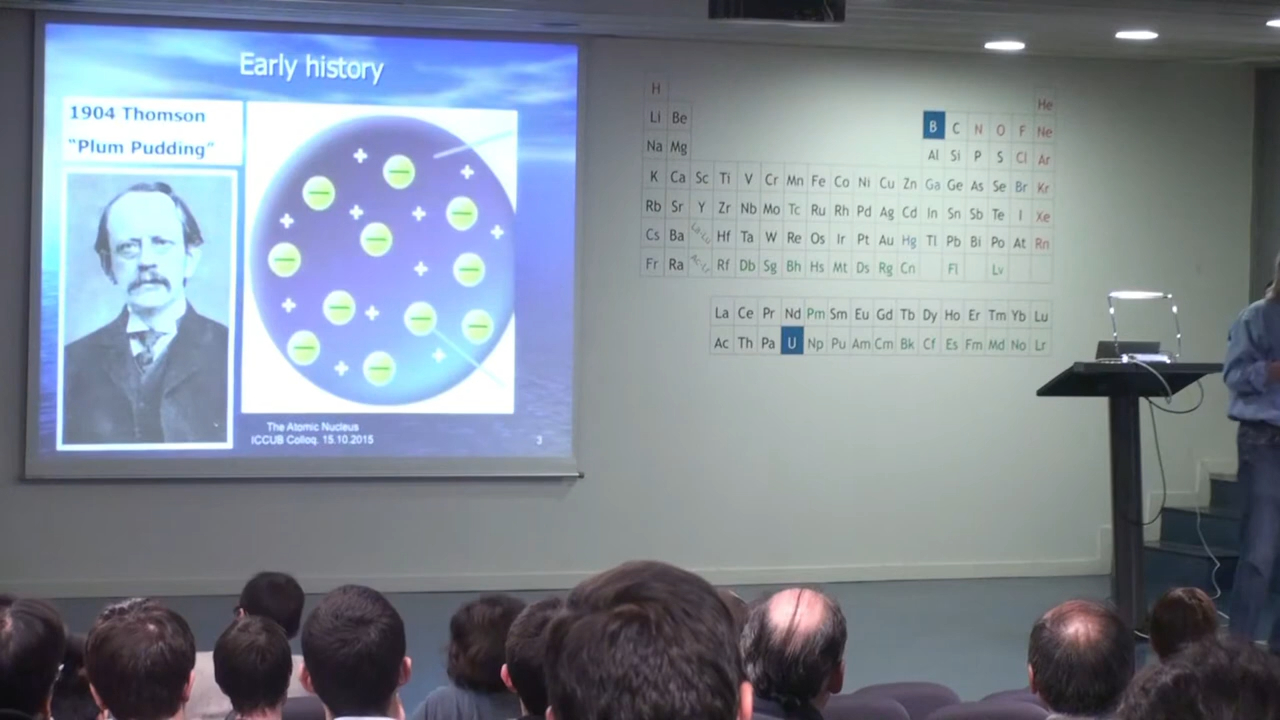 Early history
1904 Thomson
"Plum Pudding"
The Atomic Nucleus
ICCUB Colloq. 15.10.2015
3
H He
Li Be B C N O F Ne
Na Mg Al Si P S Cl Ar
K Ca Sc Ti V Cr Mn Fe Co Ni Cu Zn Ga Ge As Se Br Kr
Rb Sr Y Zr Nb Mo Tc Ru Rh Pd Ag Cd In Sn Sb Te I Xe
Cs Ba La-Lu Hf Ta W Re Os Ir Pt Au Hg Tl Pb Bi Po At Rn
Fr Ra Ac-Lr Rf Db Sg Bh Hs Mt Ds Rg Cn Fl Lv
La Ce Pr Nd Pm Sm Eu Gd Tb Dy Ho Er Tm Yb Lu
Ac Th Pa U Np Pu Am Cm Bk Cf Es Fm Md No Lr